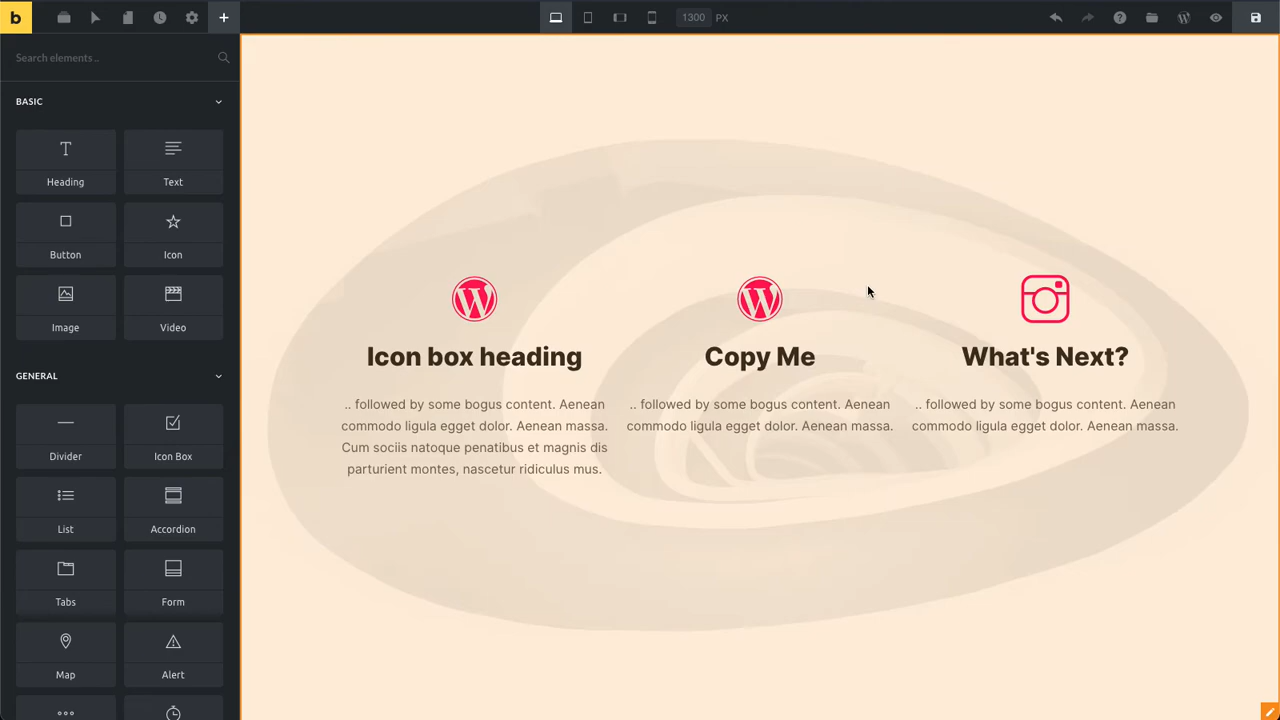 b
1300 PX
Search elements ..
BASIC
Heading
Text
Button
Icon
Image
Video
GENERAL
Divider
Icon Box
List
Accordion
Tabs
Form
Map
Alert
Icon box heading
.. followed by some bogus content. Aenean
commodo ligula egget dolor. Aenean massa.
Cum sociis natoque penatibus et magnis dis
parturient montes, nascetur ridiculus mus.
Copy Me
.. followed by some bogus content. Aenean
commodo ligula egget dolor. Aenean massa.
What's Next?
.. followed by some bogus content. Aenean
commodo ligula egget dolor. Aenean massa.